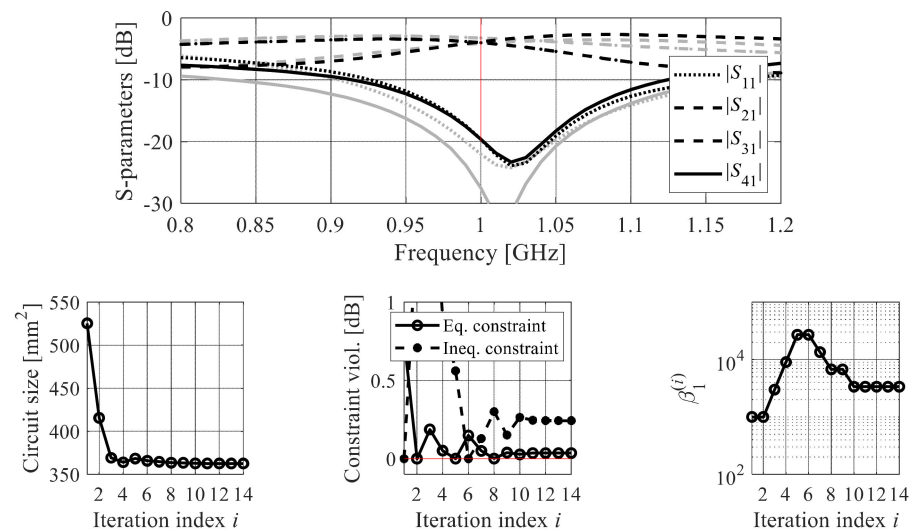 S-parameters [dB]
0
-10
-20
-30
|S11|
|S21|
|S31|
|S41|
0.8 0.85 0.9 0.95 1 1.05 1.1 1.15 1.2
Frequency [GHz]
Circuit size [mm²]
550
500
450
400
350
2 4 6 8 10 12 14
Iteration index i
Constraint viol. [dB]
1
0.5
0
Eq. constraint
Ineq. constraint
2 4 6 8 10 12 14
Iteration index i
β₁⁽ⁱ⁾
10⁴
10²
2 4 6 8 10 12 14
Iteration index i